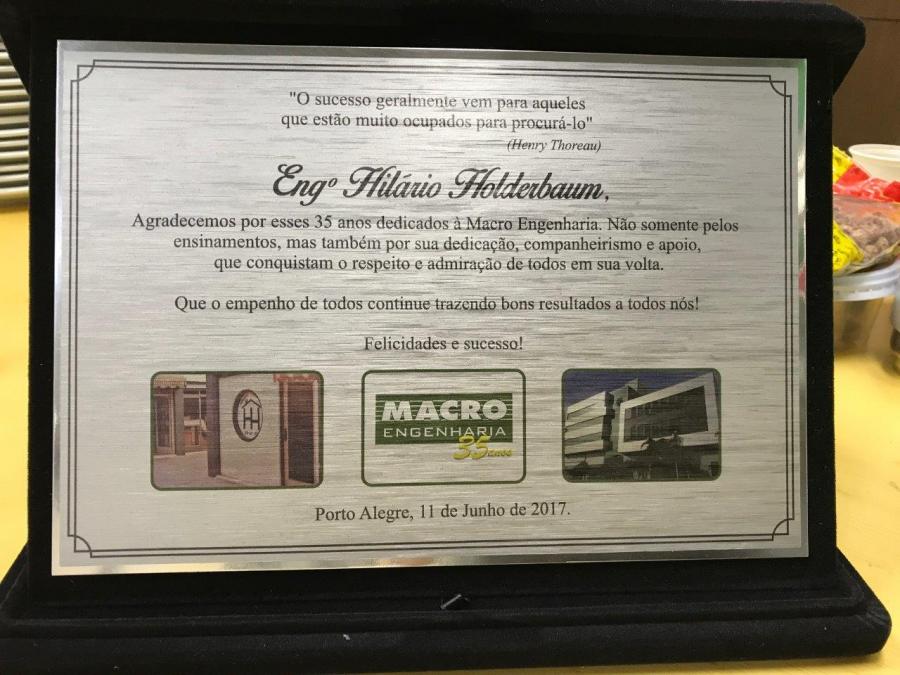 "O sucesso geralmente vem para aqueles
que estão muito ocupados para procurá-lo"
(Henry Thoreau)
Engº Hilário Holderbaum,
Agradecemos por esses 35 anos dedicados à Macro Engenharia. Não somente pelos
ensinamentos, mas também por sua dedicação, companheirismo e apoio,
que conquistam o respeito e admiração de todos em sua volta.
Que o empenho de todos continue trazendo bons resultados a todos nós!
Felicidades e sucesso!
MACRO
ENGENHARIA
35 anos
Porto Alegre, 11 de Junho de 2017.